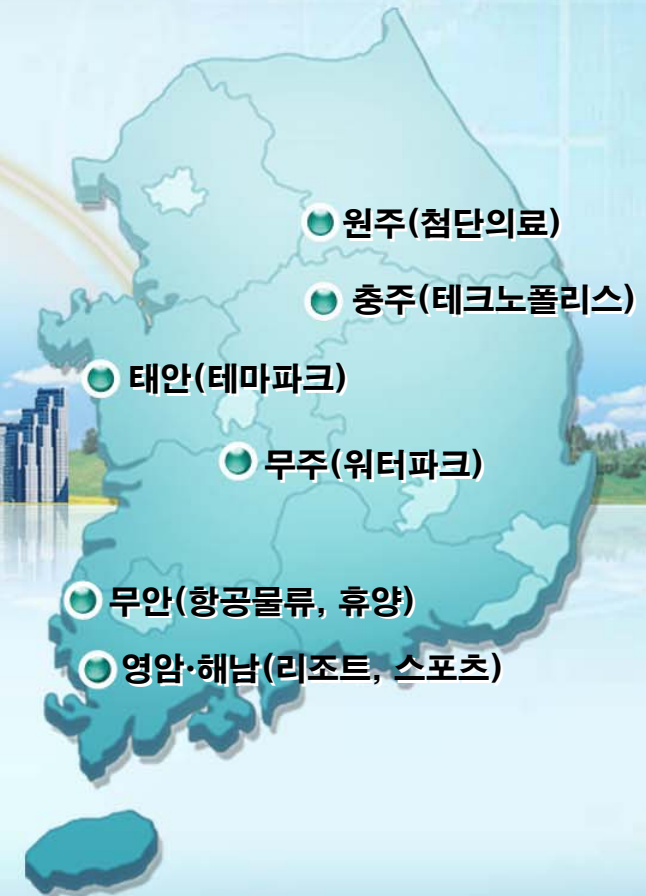 원주(첨단의료)
충주(테크노폴리스)
태안(테마파크)
무주(워터파크)
무안(항공물류, 휴양)
영암·해남(리조트, 스포츠)